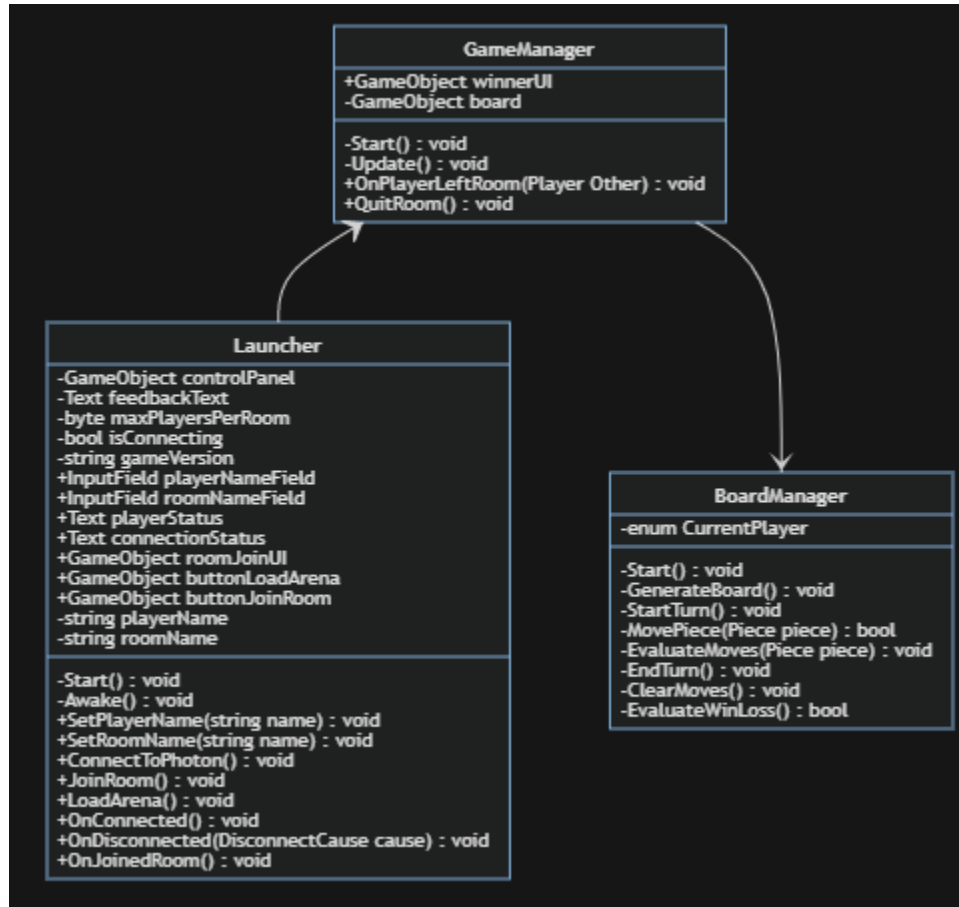 GameManager
+GameObject winnerUI
-GameObject board
-Start() : void
-Update() : void
+OnPlayerLeftRoom(Player Other) : void
+QuitRoom() : void
Launcher
-GameObject controlPanel
-Text feedbackText
-byte maxPlayersPerRoom
-bool isConnecting
-string gameVersion
+InputField playerNameField
+InputField roomNameField
+Text playerStatus
+Text connectionStatus
+GameObject roomJoinUI
+GameObject buttonLoadArena
+GameObject buttonJoinRoom
-string playerName
-string roomName
-Start() : void
-Awake() : void
+SetPlayerName(string name) : void
+SetRoomName(string name) : void
+ConnectToPhoton() : void
+JoinRoom() : void
+LoadArena() : void
+OnConnected() : void
+OnDisconnected(DisconnectCause cause) : void
+OnJoinedRoom() : void
BoardManager
-enum CurrentPlayer
-Start() : void
-GenerateBoard() : void
-StartTurn() : void
-MovePiece(Piece piece) : bool
-EvaluateMoves(Piece piece) : void
-EndTurn() : void
-ClearMoves() : void
-EvaluateWinLoss() : bool